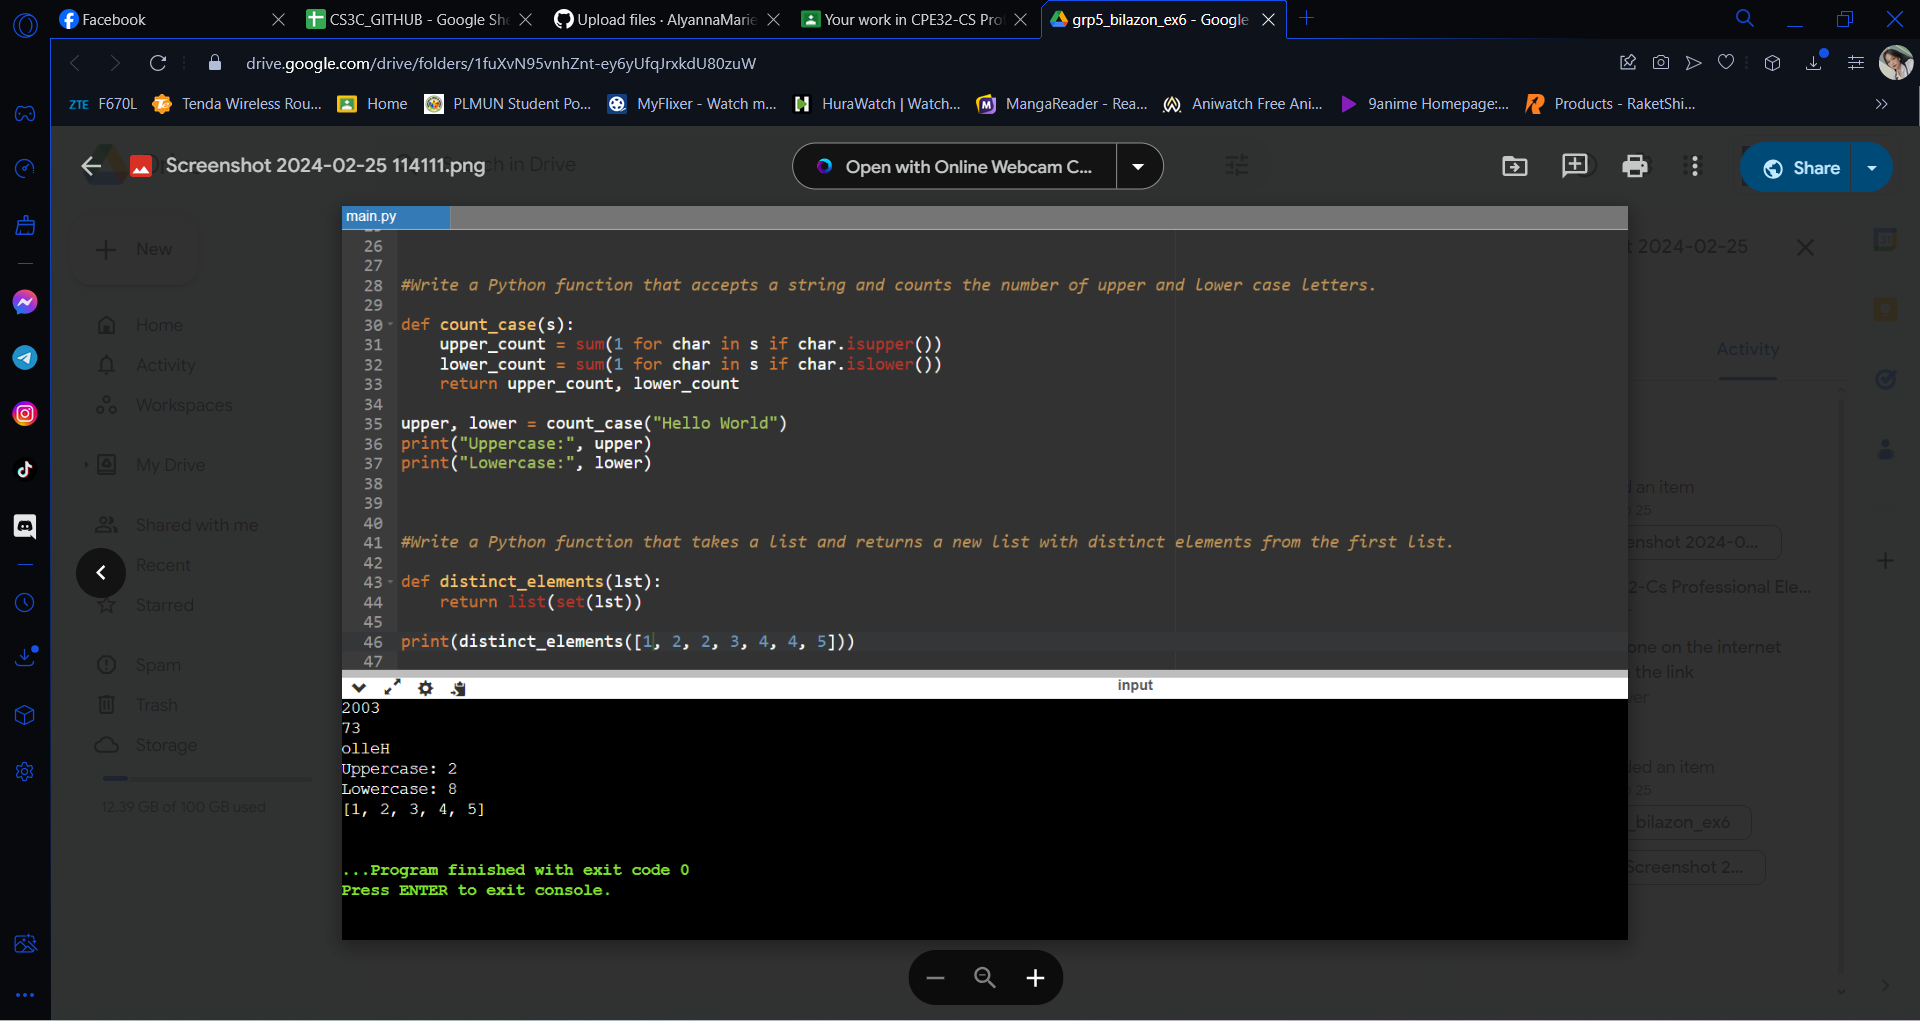 Facebook
CS3C_GITHUB - Google She
Upload files · AlyannaMarie
Your work in CPE32-CS Prof
grp5_bilazon_ex6 - Google
drive.google.com/drive/folders/1fuXvN95vnhZnt-ey6yUfqJrxkdU80zuW
ZTE F670L
Tenda Wireless Rou...
Home
PLMUN Student Po...
MyFlixer - Watch m...
HuraWatch | Watch...
MangaReader - Rea...
Aniwatch Free Ani...
9anime Homepage:...
Products - RaketShi...
Screenshot 2024-02-25 114111.png
ch in Drive
Open with Online Webcam C...
Share
New
Home
Activity
Workspaces
My Drive
Shared with me
Recent
Starred
Spam
Trash
Storage
12.39 GB of 100 GB used
main.py
26
27
28 #Write a Python function that accepts a string and counts the number of upper and lower case letters.
29
30 def count_case(s):
31 upper_count = sum(1 for char in s if char.isupper())
32 lower_count = sum(1 for char in s if char.islower())
33 return upper_count, lower_count
34
35 upper, lower = count_case("Hello World")
36 print("Uppercase:", upper)
37 print("Lowercase:", lower)
38
39
40
41 #Write a Python function that takes a list and returns a new list with distinct elements from the first list.
42
43 def distinct_elements(lst):
44 return list(set(lst))
45
46 print(distinct_elements([1, 2, 2, 3, 4, 4, 5]))
47
input
2003
73
olleH
Uppercase: 2
Lowercase: 8
[1, 2, 3, 4, 5]
...Program finished with exit code 0
Press ENTER to exit console.
t 2024-02-25
Activity
d an item
25
enshot 2024-0...
2-Cs Professional Ele...
one on the internet
the link
er
ded an item
25
_bilazon_ex6
Screenshot 2...